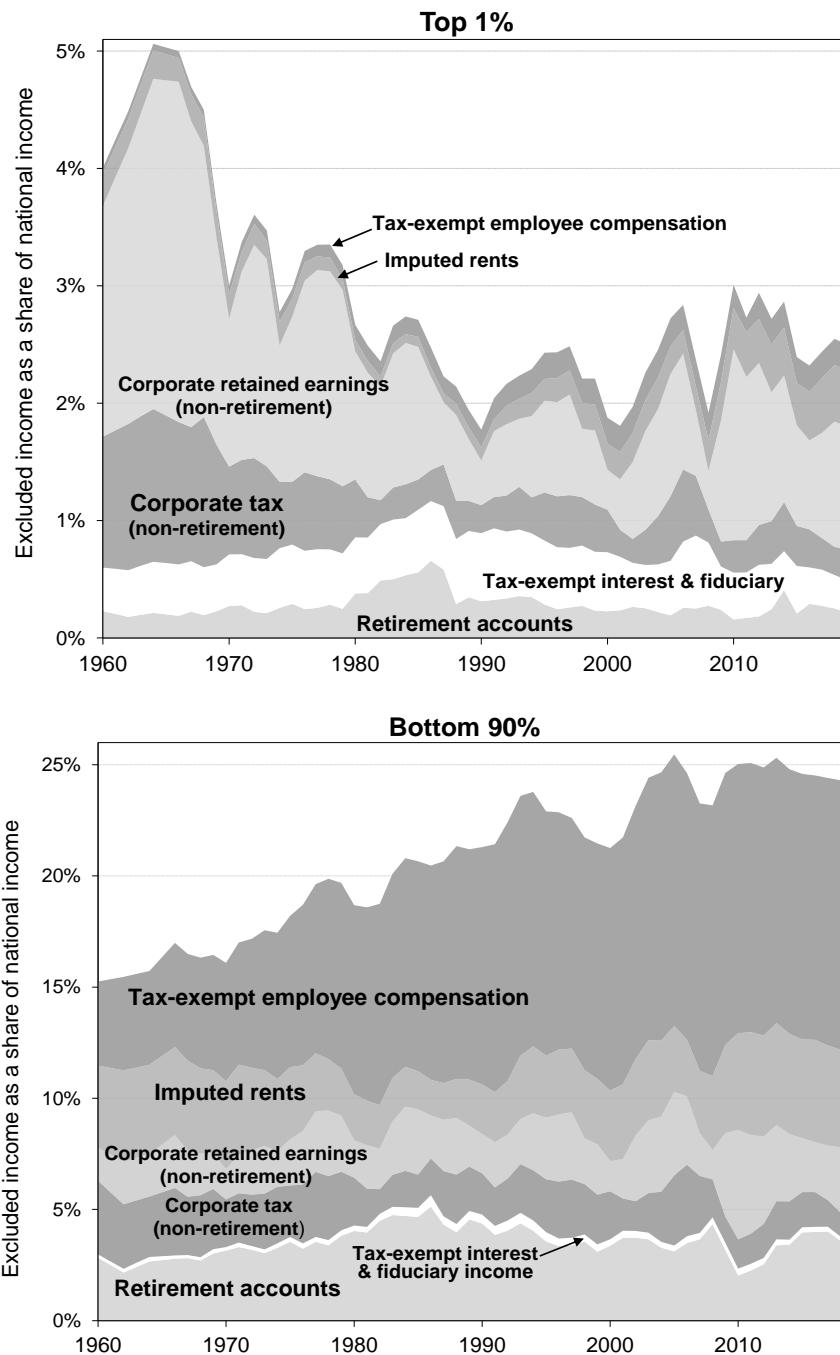 Top 1%
Excluded income as a share of national income
5%
4%
3%
2%
1%
0%
Tax-exempt employee compensation
Imputed rents
Corporate retained earnings
(non-retirement)
Corporate tax
(non-retirement)
Tax-exempt interest & fiduciary
Retirement accounts
1960 1970 1980 1990 2000 2010
Bottom 90%
Excluded income as a share of national income
25%
20%
15%
10%
5%
0%
Tax-exempt employee compensation
Imputed rents
Corporate retained earnings
(non-retirement)
Corporate tax
(non-retirement)
Tax-exempt interest
& fiduciary income
Retirement accounts
1960 1970 1980 1990 2000 2010